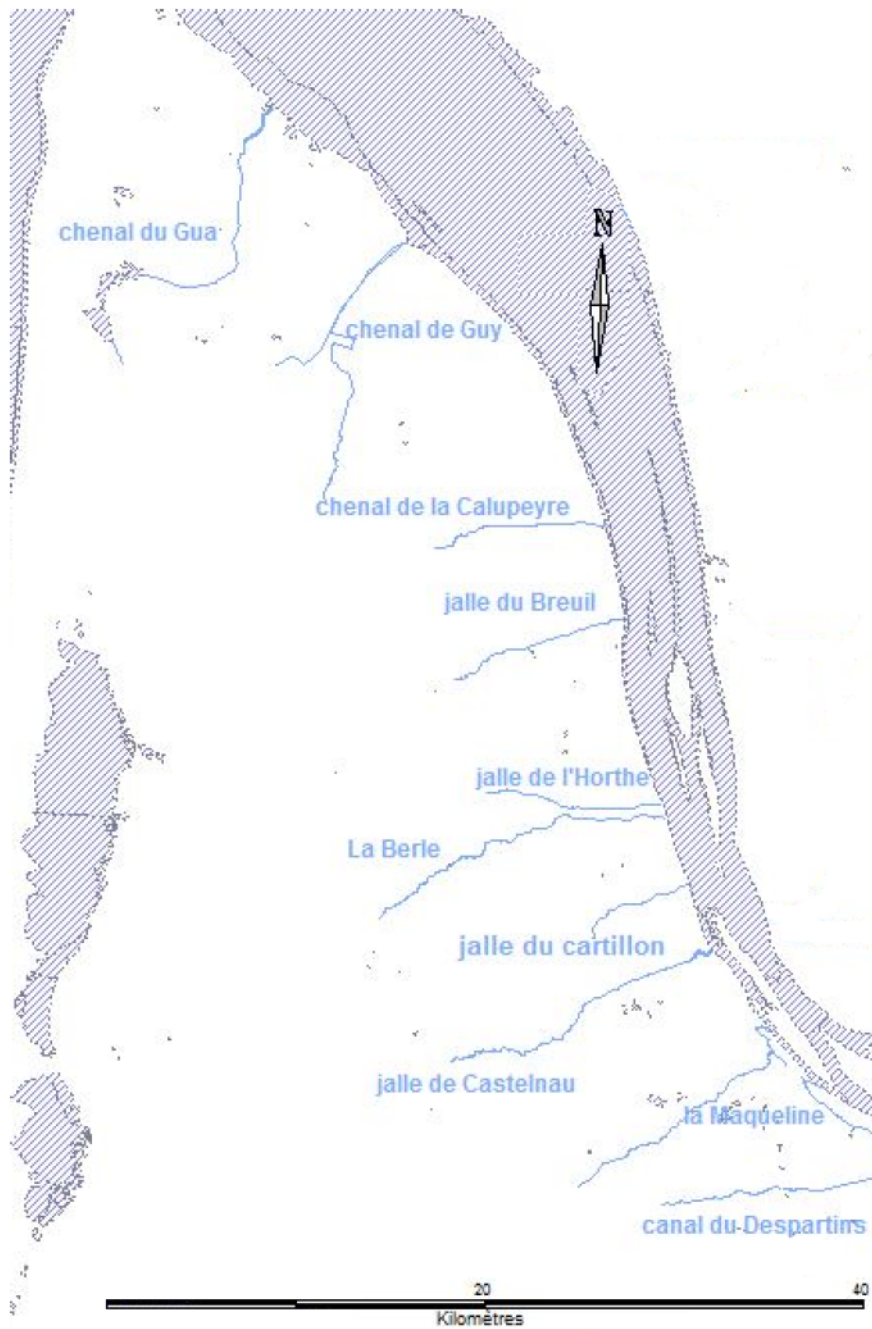 N
chenal du Gua
chenal de Guy
chenal de la Calupeyre
jalle du Breuil
jalle de l'Horthe
La Berle
jalle du cartillon
jalle de Castelnau
la Maqueline
canal du Despartins
20
40
Kilomètres